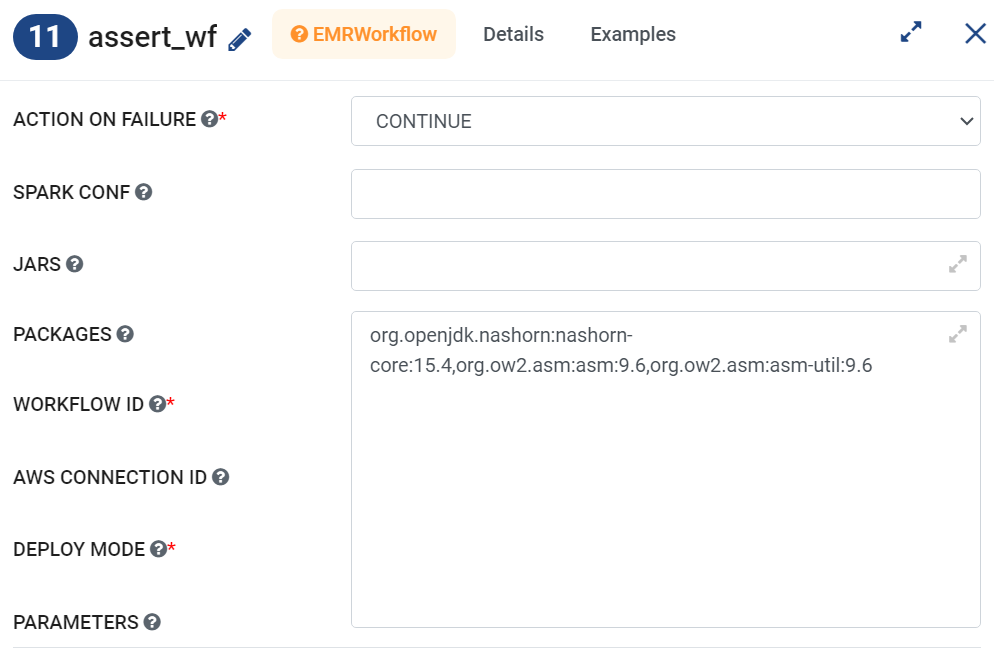 11 assert_wf EMRWorkflow Details Examples
ACTION ON FAILURE * CONTINUE
SPARK CONF
JARS
PACKAGES org.openjdk.nashorn:nashorn-
core:15.4,org.ow2.asm:asm:9.6,org.ow2.asm:asm-util:9.6
WORKFLOW ID *
AWS CONNECTION ID
DEPLOY MODE *
PARAMETERS